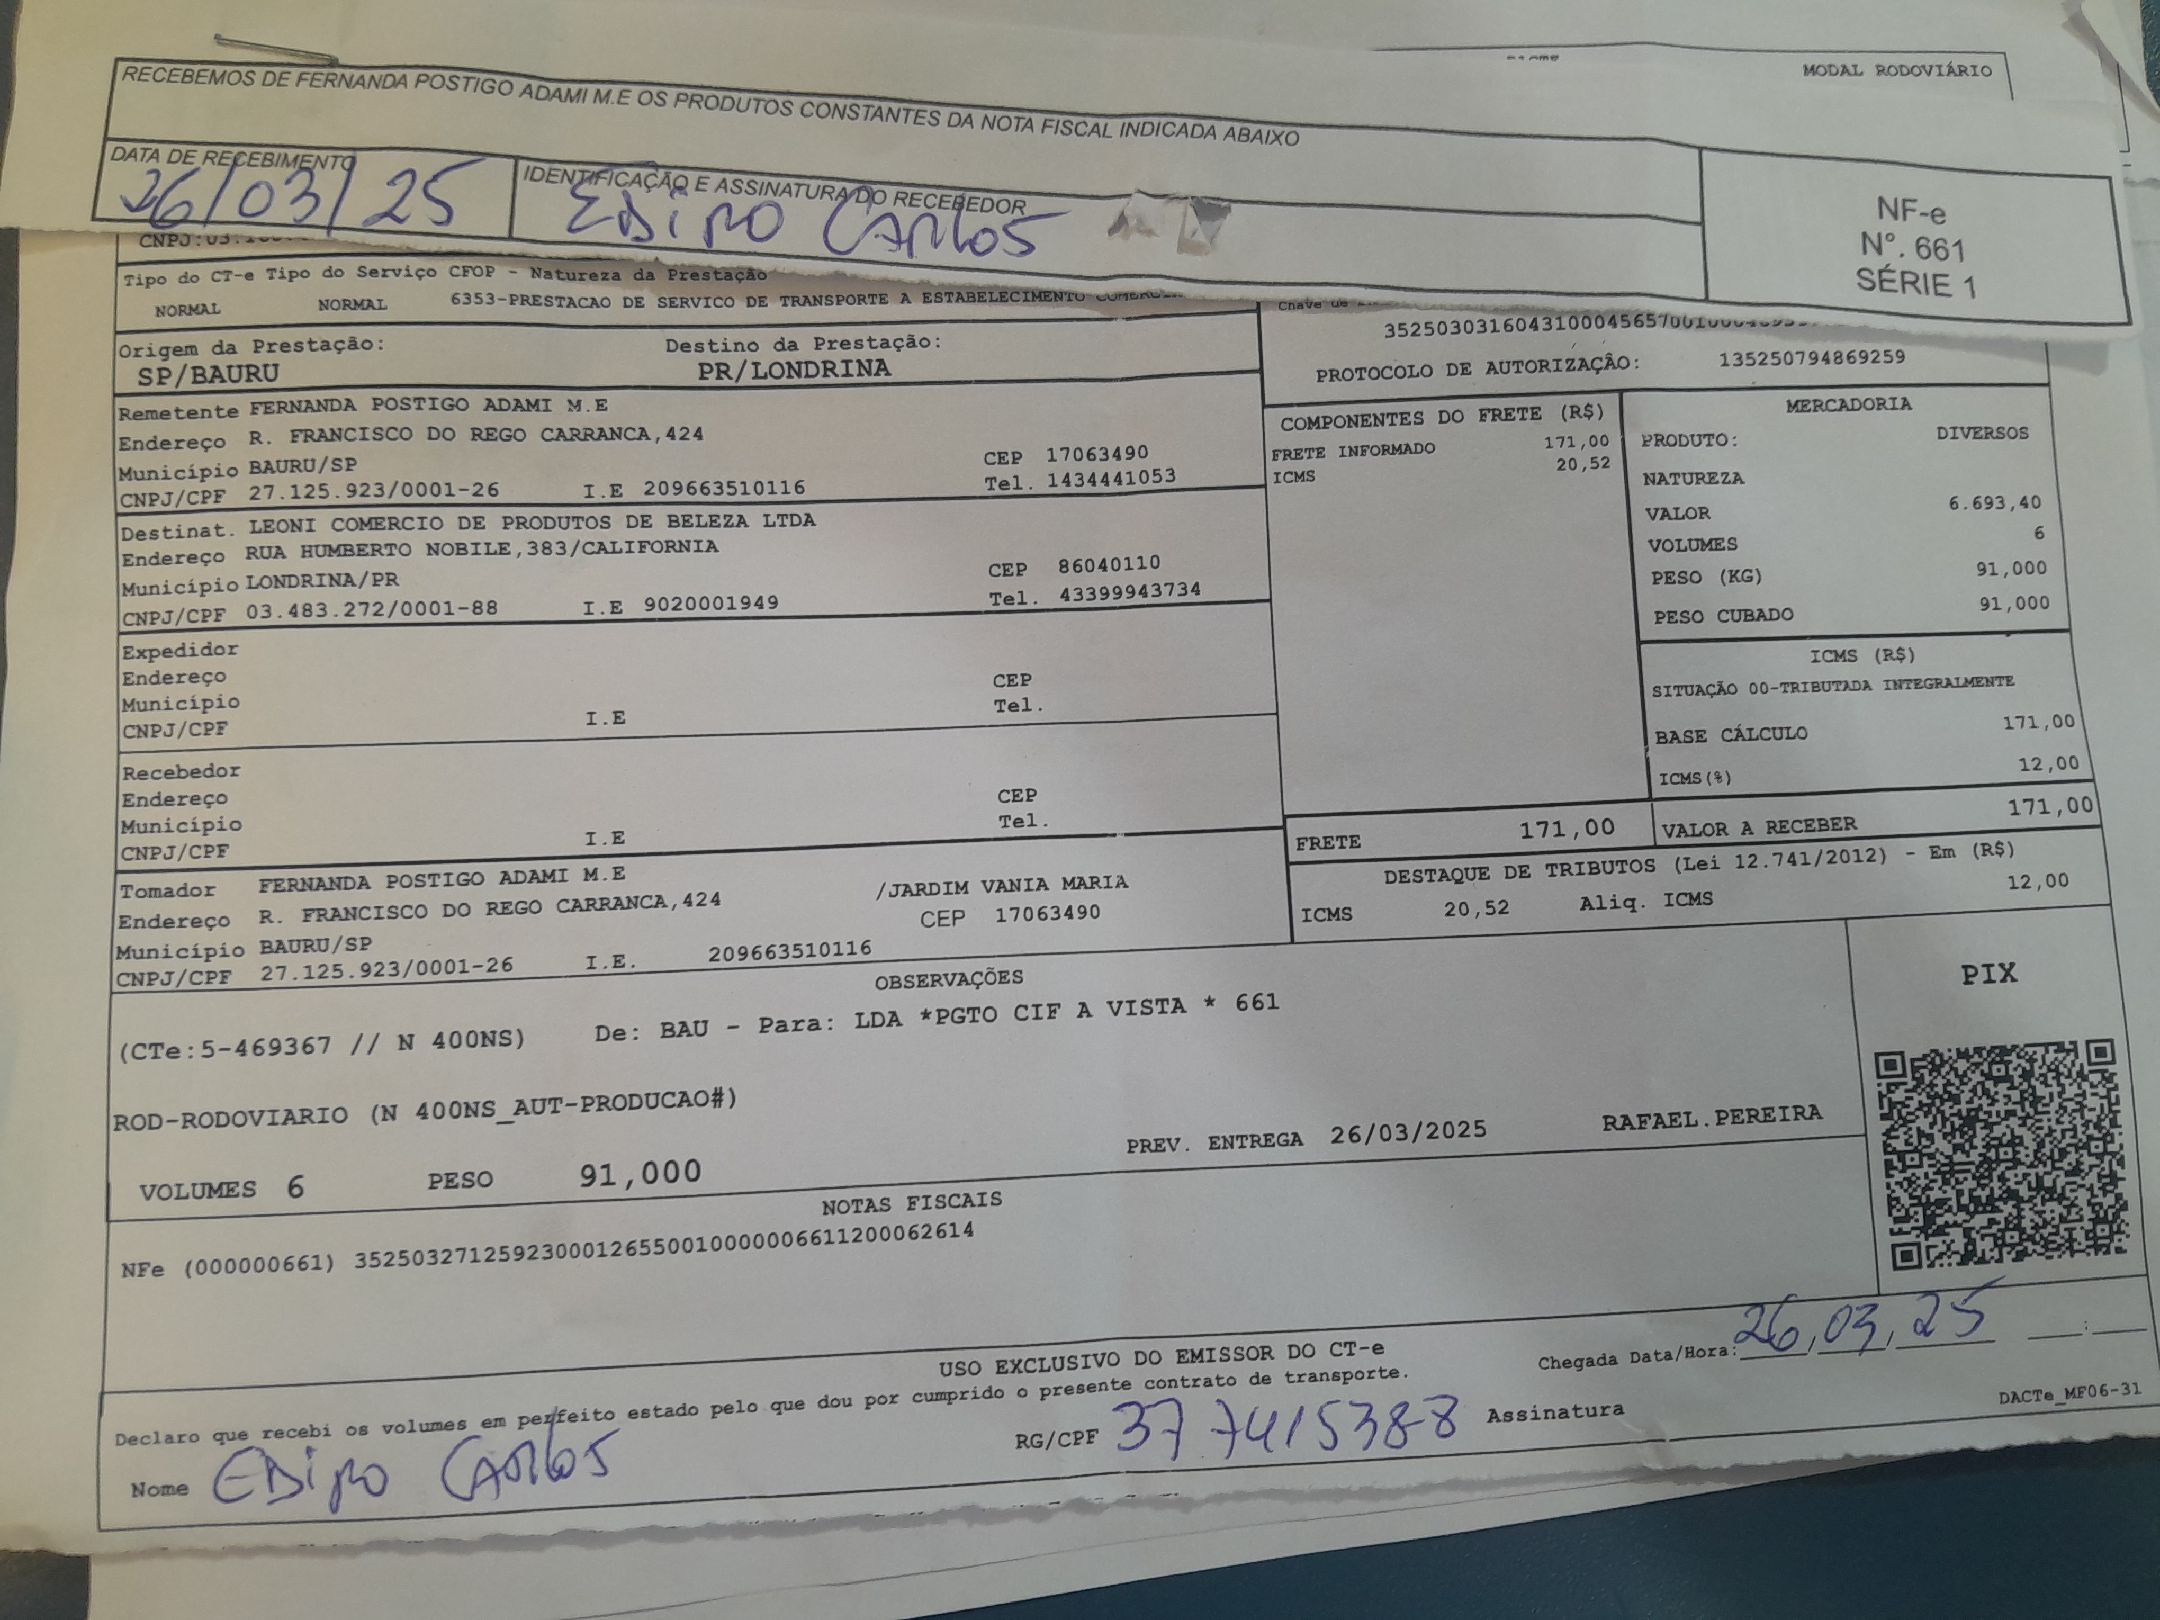 MODAL RODOVIÁRIO
RECEBEMOS DE FERNANDA POSTIGO ADAMI M.E OS PRODUTOS CONSTANTES DA NOTA FISCAL INDICADA ABAIXO
DATA DE RECEBIMENTO
26/03/25
IDENTIFICAÇÃO E ASSINATURA DO RECEBEDOR
Carlos
NF-e
N°. 661
SÉRIE 1
Tipo do CT-e Tipo do Serviço CFOP - Natureza da Prestação
NORMAL NORMAL 6353-PRESTACAO DE SERVICO DE TRANSPORTE A ESTABELECIMENTO
Origem da Prestação: Destino da Prestação:
SP/BAURU PR/LONDRINA
PROTOCOLO DE AUTORIZAÇÃO: 135250794869259
Remetente FERNANDA POSTIGO ADAMI M.E
Endereço R. FRANCISCO DO REGO CARRANCA,424
Município BAURU/SP CEP 17063490
CNPJ/CPF 27.125.923/0001-26 I.E 209663510116 Tel. 1434441053
Destinat. LEONI COMERCIO DE PRODUTOS DE BELEZA LTDA
Endereço RUA HUMBERTO NOBILE,383/CALIFORNIA
Município LONDRINA/PR CEP 86040110
CNPJ/CPF 03.483.272/0001-88 I.E 9020001949 Tel. 43399943734
Expedidor
Endereço
Município CEP
CNPJ/CPF I.E Tel.
Recebedor
Endereço
Município CEP
CNPJ/CPF I.E Tel.
Tomador FERNANDA POSTIGO ADAMI M.E
Endereço R. FRANCISCO DO REGO CARRANCA,424 /JARDIM VANIA MARIA
Município BAURU/SP CEP 17063490
CNPJ/CPF 27.125.923/0001-26 I.E. 209663510116
COMPONENTES DO FRETE (R$)
FRETE INFORMADO 171,00
ICMS 20,52
MERCADORIA
PRODUTO: DIVERSOS
NATUREZA
VALOR 6.693,40
VOLUMES 6
PESO (KG) 91,000
PESO CUBADO 91,000
ICMS (R$)
SITUAÇÃO 00-TRIBUTADA INTEGRALMENTE
BASE CÁLCULO 171,00
ICMS(%) 12,00
FRETE 171,00 VALOR A RECEBER 171,00
DESTAQUE DE TRIBUTOS (Lei 12.741/2012) - Em (R$)
ICMS 20,52 Aliq. ICMS 12,00
OBSERVAÇÕES
(CTe:5-469367 // N 400NS) De: BAU - Para: LDA *PGTO CIF A VISTA * 661
ROD-RODOVIARIO (N 400NS_AUT-PRODUCAO#)
PREV. ENTREGA 26/03/2025 RAFAEL.PEREIRA
VOLUMES 6 PESO 91,000
PIX
NOTAS FISCAIS
NFe (000000661) 35250327125923000126550010000006611200062614
USO EXCLUSIVO DO EMISSOR DO CT-e
Declaro que recebi os volumes em perfeito estado pelo que dou por cumprido o presente contrato de transporte.
Chegada Data/Hora: 26,03,25
Nome Carlos RG/CPF 377415388 Assinatura
DACTe_MF06-31